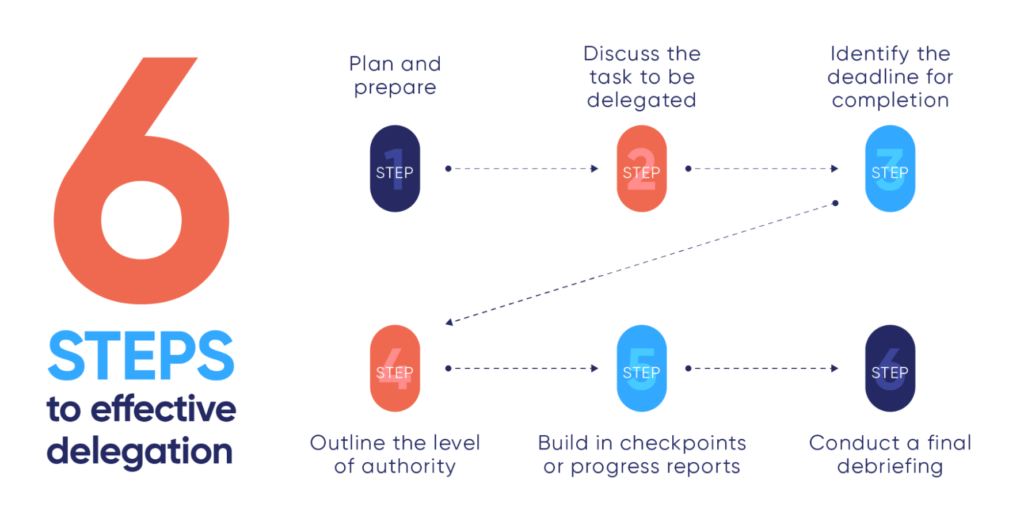 6
STEPS
to effective
delegation
Plan and
prepare
1
STEP
Discuss the
task to be
delegated
2
STEP
Identify the
deadline for
completion
3
STEP
4
STEP
Outline the level
of authority
5
STEP
Build in checkpoints
or progress reports
6
STEP
Conduct a final
debriefing